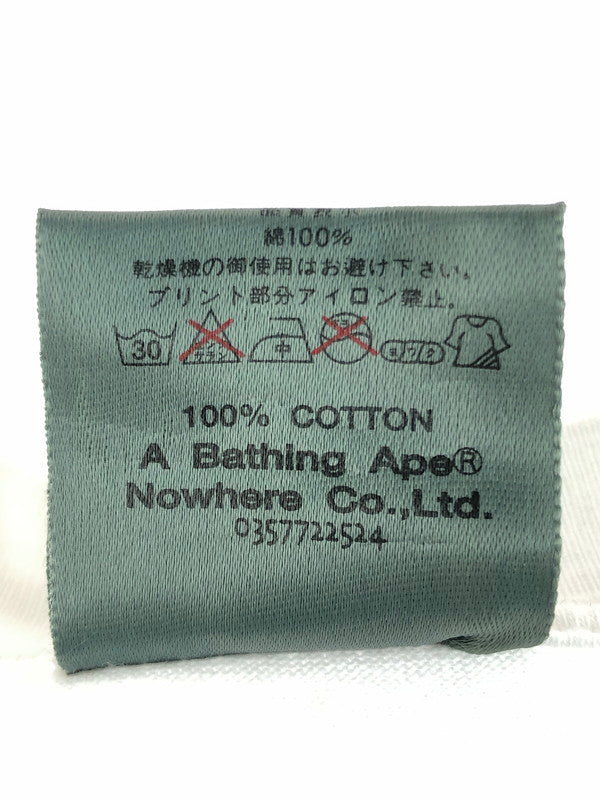 綿100%
乾燥機の御使用はお避け下さい。
プリント部分アイロン禁止。
30 中
100% COTTON
A Bathing Ape®
Nowhere Co.,Ltd.
0357722524